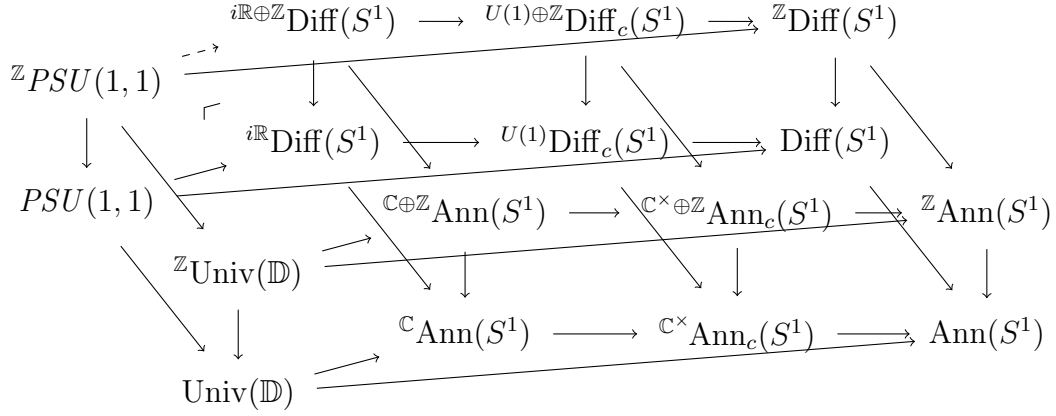 $^{i\mathbb{R}\oplus\mathbb{Z}}\mathrm{Diff}(S^1)$ $^{U(1)\oplus\mathbb{Z}}\mathrm{Diff}_c(S^1)$ $^{\mathbb{Z}}\mathrm{Diff}(S^1)$
$^{\mathbb{Z}}PSU(1,1)$
$^{i\mathbb{R}}\mathrm{Diff}(S^1)$ $^{U(1)}\mathrm{Diff}_c(S^1)$ $\mathrm{Diff}(S^1)$
$PSU(1,1)$ $^{\mathbb{C}\oplus\mathbb{Z}}\mathrm{Ann}(S^1)$ $^{\mathbb{C}^\times\oplus\mathbb{Z}}\mathrm{Ann}_c(S^1)$ $^{\mathbb{Z}}\mathrm{Ann}(S^1)$
$^{\mathbb{Z}}\mathrm{Univ}(\mathbb{D})$
$^{\mathbb{C}}\mathrm{Ann}(S^1)$ $^{\mathbb{C}^\times}\mathrm{Ann}_c(S^1)$ $\mathrm{Ann}(S^1)$
$\mathrm{Univ}(\mathbb{D})$